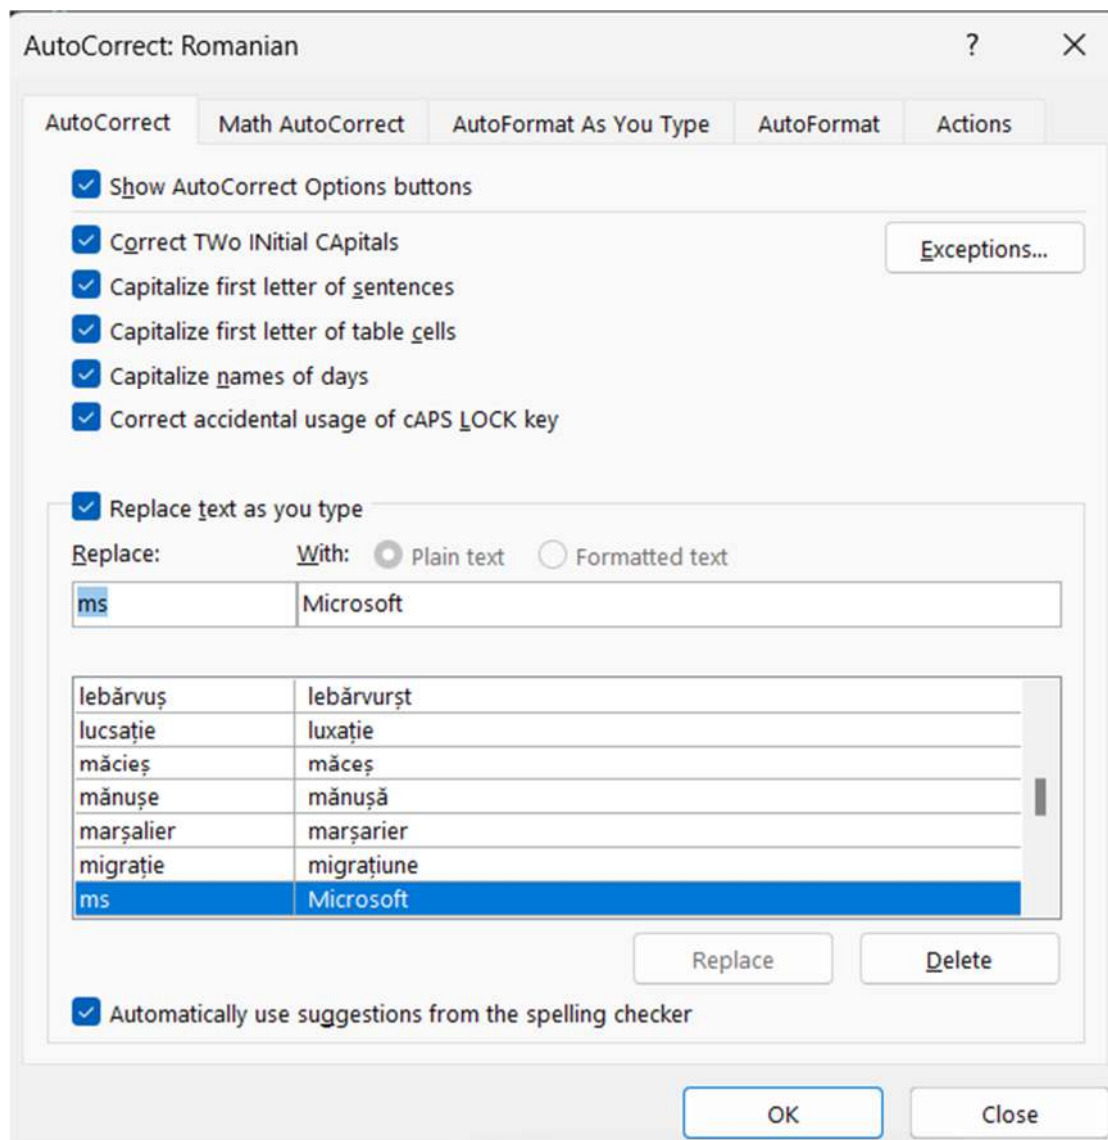 AutoCorrect: Romanian ? ×
AutoCorrect Math AutoCorrect AutoFormat As You Type AutoFormat Actions
Show AutoCorrect Options buttons
Correct TWo INitial CApitals
Exceptions...
Capitalize first letter of sentences
Capitalize first letter of table cells
Capitalize names of days
Correct accidental usage of cAPS LOCK key
Replace text as you type
Replace: With: Plain text Formatted text
ms Microsoft
lebărvuș lebărvurșt
lucsație luxație
măcieș măceș
mănușe mănușă
marșalier marșarier
migrație migrațiune
ms Microsoft
Replace Delete
Automatically use suggestions from the spelling checker
OK Close